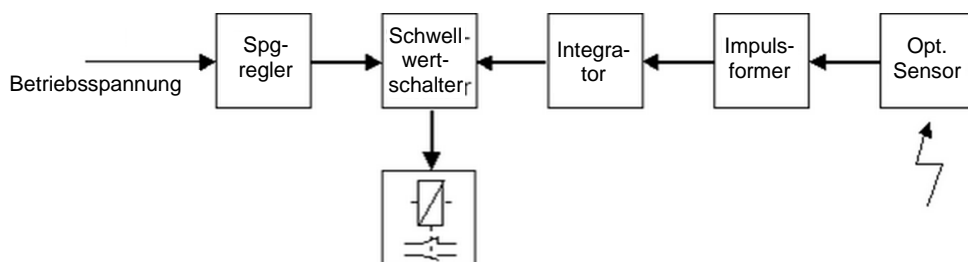 Betriebsspannung
Spg-
regler
Schwell-
wert-
schalter
Integra-
tor
Impuls-
former
Opt.
Sensor